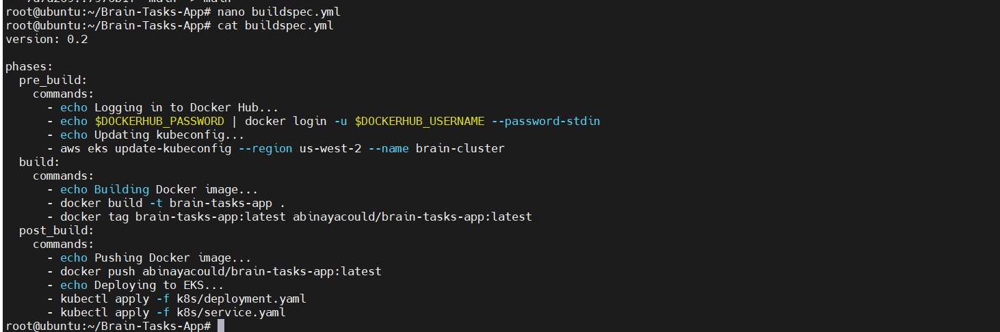 root@ubuntu:~/Brain-Tasks-App# nano buildspec.yml
root@ubuntu:~/Brain-Tasks-App# cat buildspec.yml
version: 0.2

phases:
  pre_build:
    commands:
      - echo Logging in to Docker Hub...
      - echo $DOCKERHUB_PASSWORD | docker login -u $DOCKERHUB_USERNAME --password-stdin
      - echo Updating kubeconfig...
      - aws eks update-kubeconfig --region us-west-2 --name brain-cluster
  build:
    commands:
      - echo Building Docker image...
      - docker build -t brain-tasks-app .
      - docker tag brain-tasks-app:latest abinayacould/brain-tasks-app:latest
  post_build:
    commands:
      - echo Pushing Docker image...
      - docker push abinayacould/brain-tasks-app:latest
      - echo Deploying to EKS...
      - kubectl apply -f k8s/deployment.yaml
      - kubectl apply -f k8s/service.yaml
root@ubuntu:~/Brain-Tasks-App#